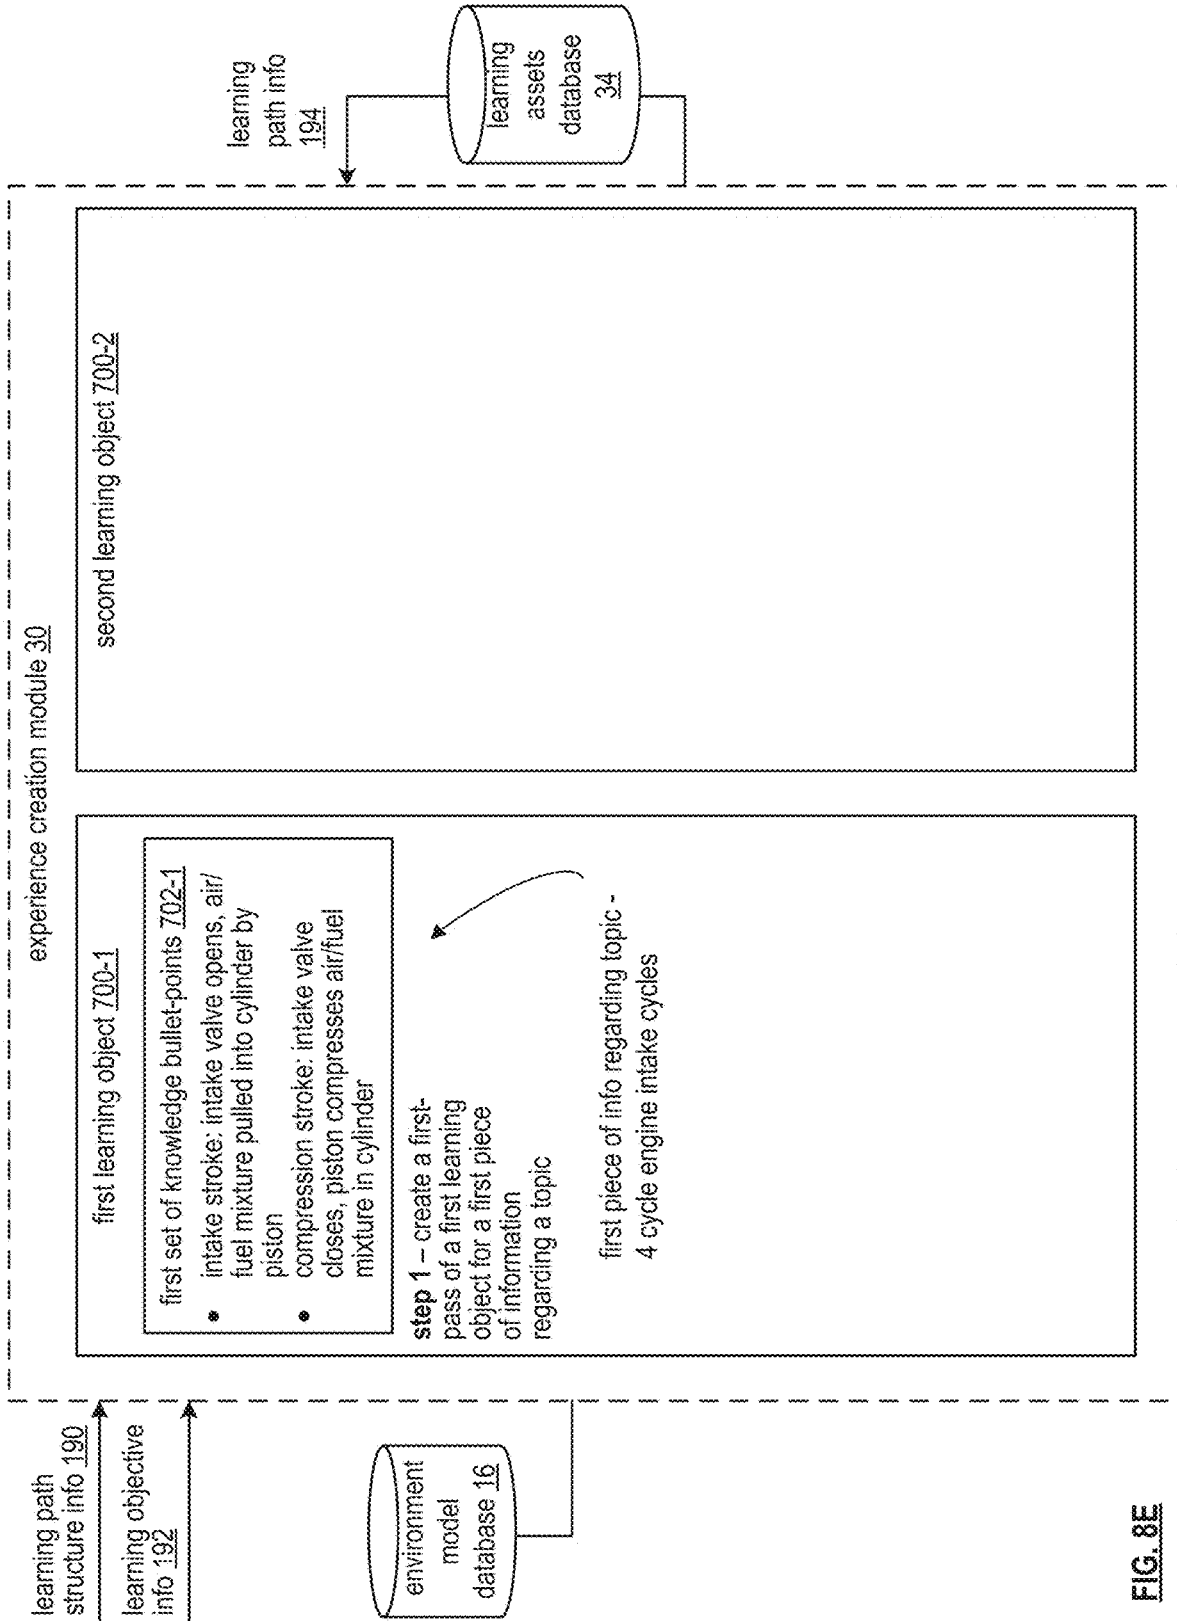 learning path
structure info 190
learning objective
info 192
environment
model
database 16
experience creation module 30
first learning object 700-1
first set of knowledge bullet-points 702-1
• intake stroke: intake valve opens, air/
fuel mixture pulled into cylinder by
piston
• compression stroke: intake valve
closes, piston compresses air/fuel
mixture in cylinder
step 1 – create a first-
pass of a first learning
object for a first piece
of information
regarding a topic
first piece of info regarding topic -
4 cycle engine intake cycles
second learning object 700-2
learning
path info
194
learning
assets
database
34
FIG. 8E